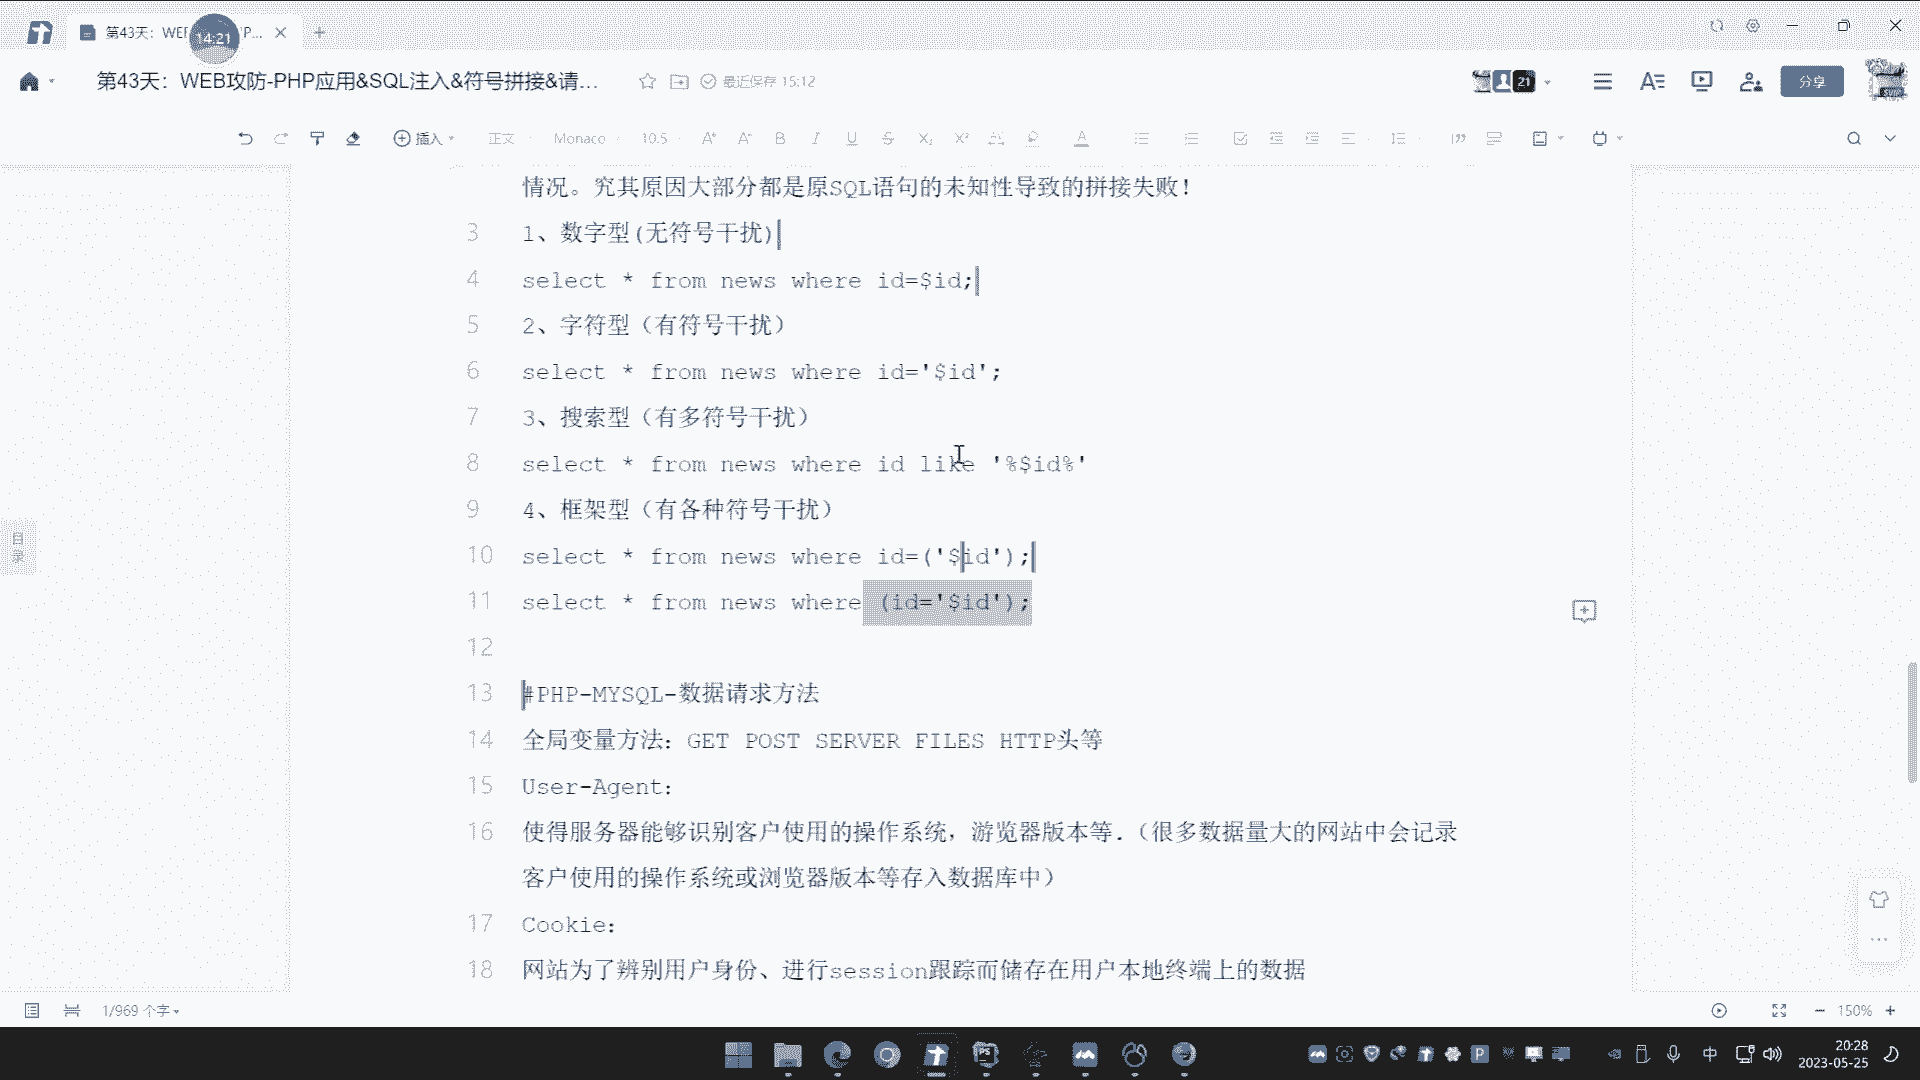 第43天：WEI
14:21
P...
第43天：WEB攻防-PHP应用&SQL注入&符号拼接&请...
最近保存 15:12
21
分享
插入
正文
Monaco
10.5
情况。究其原因大部分都是原SQL语句的未知性导致的拼接失败！
3 1、数字型(无符号干扰)
4 select * from news where id=$id;
5 2、字符型（有符号干扰）
6 select * from news where id='$id';
7 3、搜索型（有多符号干扰）
8 select * from news where id like '%$id%'
9 4、框架型（有各种符号干扰）
10 select * from news where id=('$id');
11 select * from news where (id='$id');
12
13 #PHP-MYSQL-数据请求方法
14 全局变量方法：GET POST SERVER FILES HTTP头等
15 User-Agent：
16 使得服务器能够识别客户使用的操作系统，游览器版本等.（很多数据量大的网站中会记录
客户使用的操作系统或浏览器版本等存入数据库中）
17 Cookie：
18 网站为了辨别用户身份、进行session跟踪而储存在用户本地终端上的数据
目录
1/969 个字
150%
中
20:28
2023-05-25